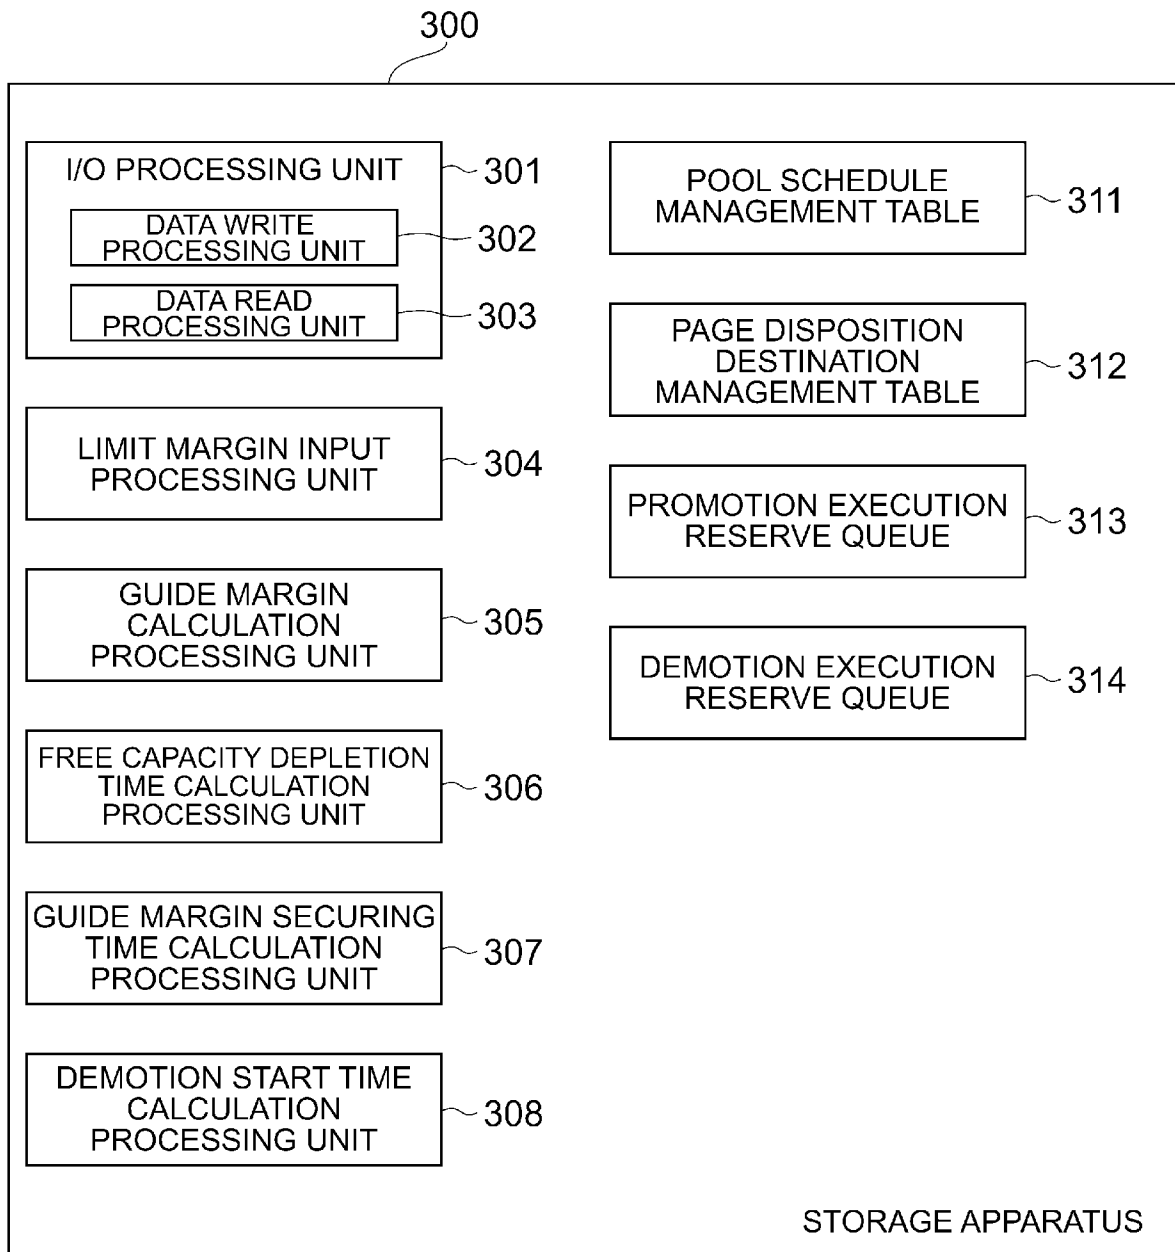 300
I/O PROCESSING UNIT
301
DATA WRITE
PROCESSING UNIT
302
DATA READ
PROCESSING UNIT
303
LIMIT MARGIN INPUT
PROCESSING UNIT
304
GUIDE MARGIN
CALCULATION
PROCESSING UNIT
305
FREE CAPACITY DEPLETION
TIME CALCULATION
PROCESSING UNIT
306
GUIDE MARGIN SECURING
TIME CALCULATION
PROCESSING UNIT
307
DEMOTION START TIME
CALCULATION
PROCESSING UNIT
308
POOL SCHEDULE
MANAGEMENT TABLE
311
PAGE DISPOSITION
DESTINATION
MANAGEMENT TABLE
312
PROMOTION EXECUTION
RESERVE QUEUE
313
DEMOTION EXECUTION
RESERVE QUEUE
314
STORAGE APPARATUS